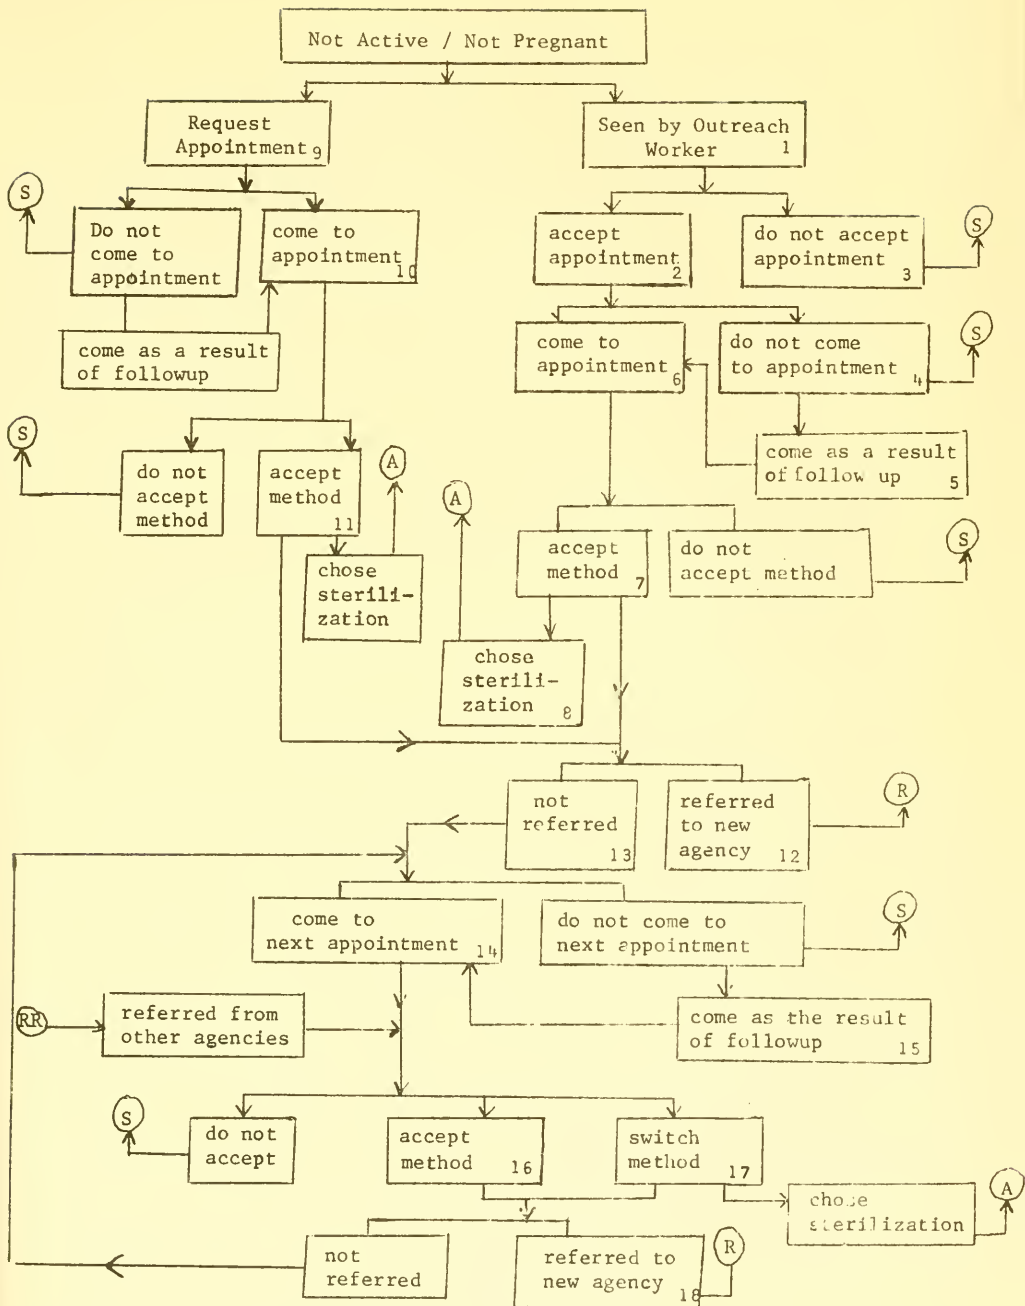 Not Active / Not Pregnant
Request
Appointment 9
Seen by Outreach
Worker 1
S
Do not
come to
appointment
come to
appointment
10
accept
appointment
2
do not accept
appointment
3
S
come as a result
of followup
come to
appointment
6
do not come
to appointment
4
S
come as a result
of follow up
5
S
do not
accept
method
accept
method
11
A
chose
sterili-
zation
A
accept
method 7
do not
accept method
S
chose
sterili-
zation 8
not
referred
13
referred
to new
agency 12
R
come to
next appointment 14
do not come to
next appointment
S
RR
referred from
other agencies
come as the result
of followup 15
S
do not
accept
accept
method 16
switch
method 17
chose
sterilization
A
not
referred
referred to
new agency 18
R